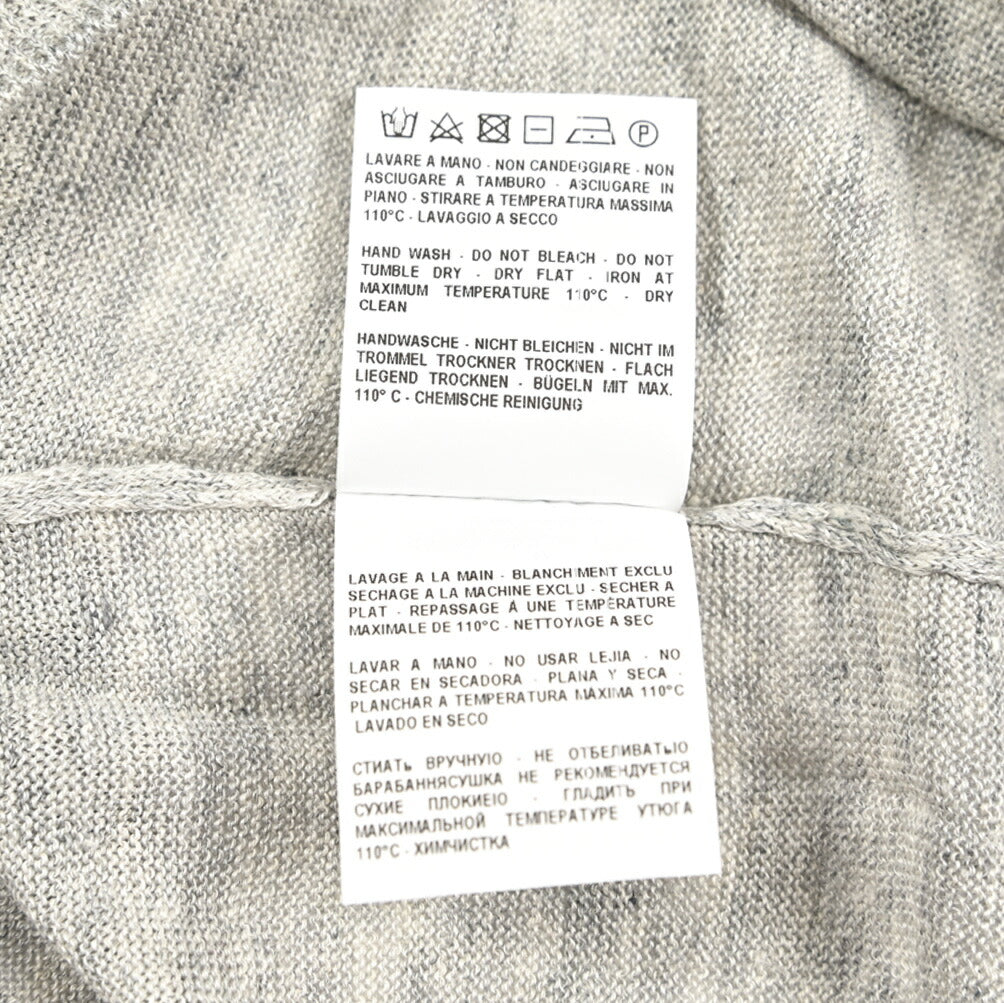 P
LAVARE A MANO - NON CANDEGGIARE - NON
ASCIUGARE A TAMBURO - ASCIUGARE IN
PIANO - STIRARE A TEMPERATURA MASSIMA
110°C - LAVAGGIO A SECCO
HAND WASH - DO NOT BLEACH - DO NOT
TUMBLE DRY - DRY FLAT - IRON AT
MAXIMUM TEMPERATURE 110°C - DRY
CLEAN
HANDWASCHE - NICHT BLEICHEN - NICHT IM
TROMMEL TROCKNER TROCKNEN - FLACH
LIEGEND TROCKNEN - BÜGELN MIT MAX.
110° C - CHEMISCHE REINIGUNG
LAVAGE A LA MAIN - BLANCHIMENT EXCLU
SECHAGE A LA MACHINE EXCLU - SECHER A
PLAT - REPASSAGE Á UNE TEMPÉRATURE
MAXIMALE DE 110°C - NETTOYAGE A SEC
LAVAR A MANO - NO USAR LEJIA - NO
SECAR EN SECADORA - PLANA Y SECA -
PLANCHAR A TEMPERATURA MAXIMA 110°C
LAVADO EN SECO
СТИАТЬ ВРУЧНУЮ - НЕ ОТБЕЛИВАТЬЮ
БАРАБАННЯСУШКА НЕ РЕКОМЕНДУЕТСЯ
СУХИЕ ПЛОКИЕЮ - ГЛАДИТЬ ПРИ
МАКСИМАЛЬНОЙ ТЕМПЕРАТУРЕ УТЮГА
110°C - ХИМЧИСТКА